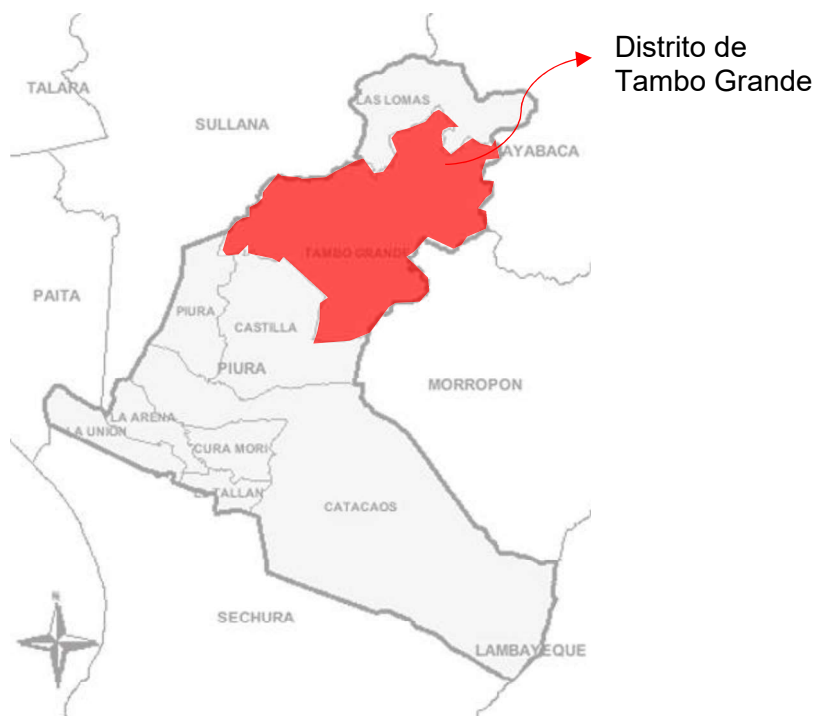 Distrito de
Tambo Grande
TALARA
LAS LOMAS
SULLANA
AYABACA
TAMBO GRANDE
PAITA
PIURA
CASTILLA
PIURA
MORROPON
LA ARENA
LA UNION
CURA MORI
EL TALLAN
CATACAOS
N
SECHURA
LAMBAYEQUE